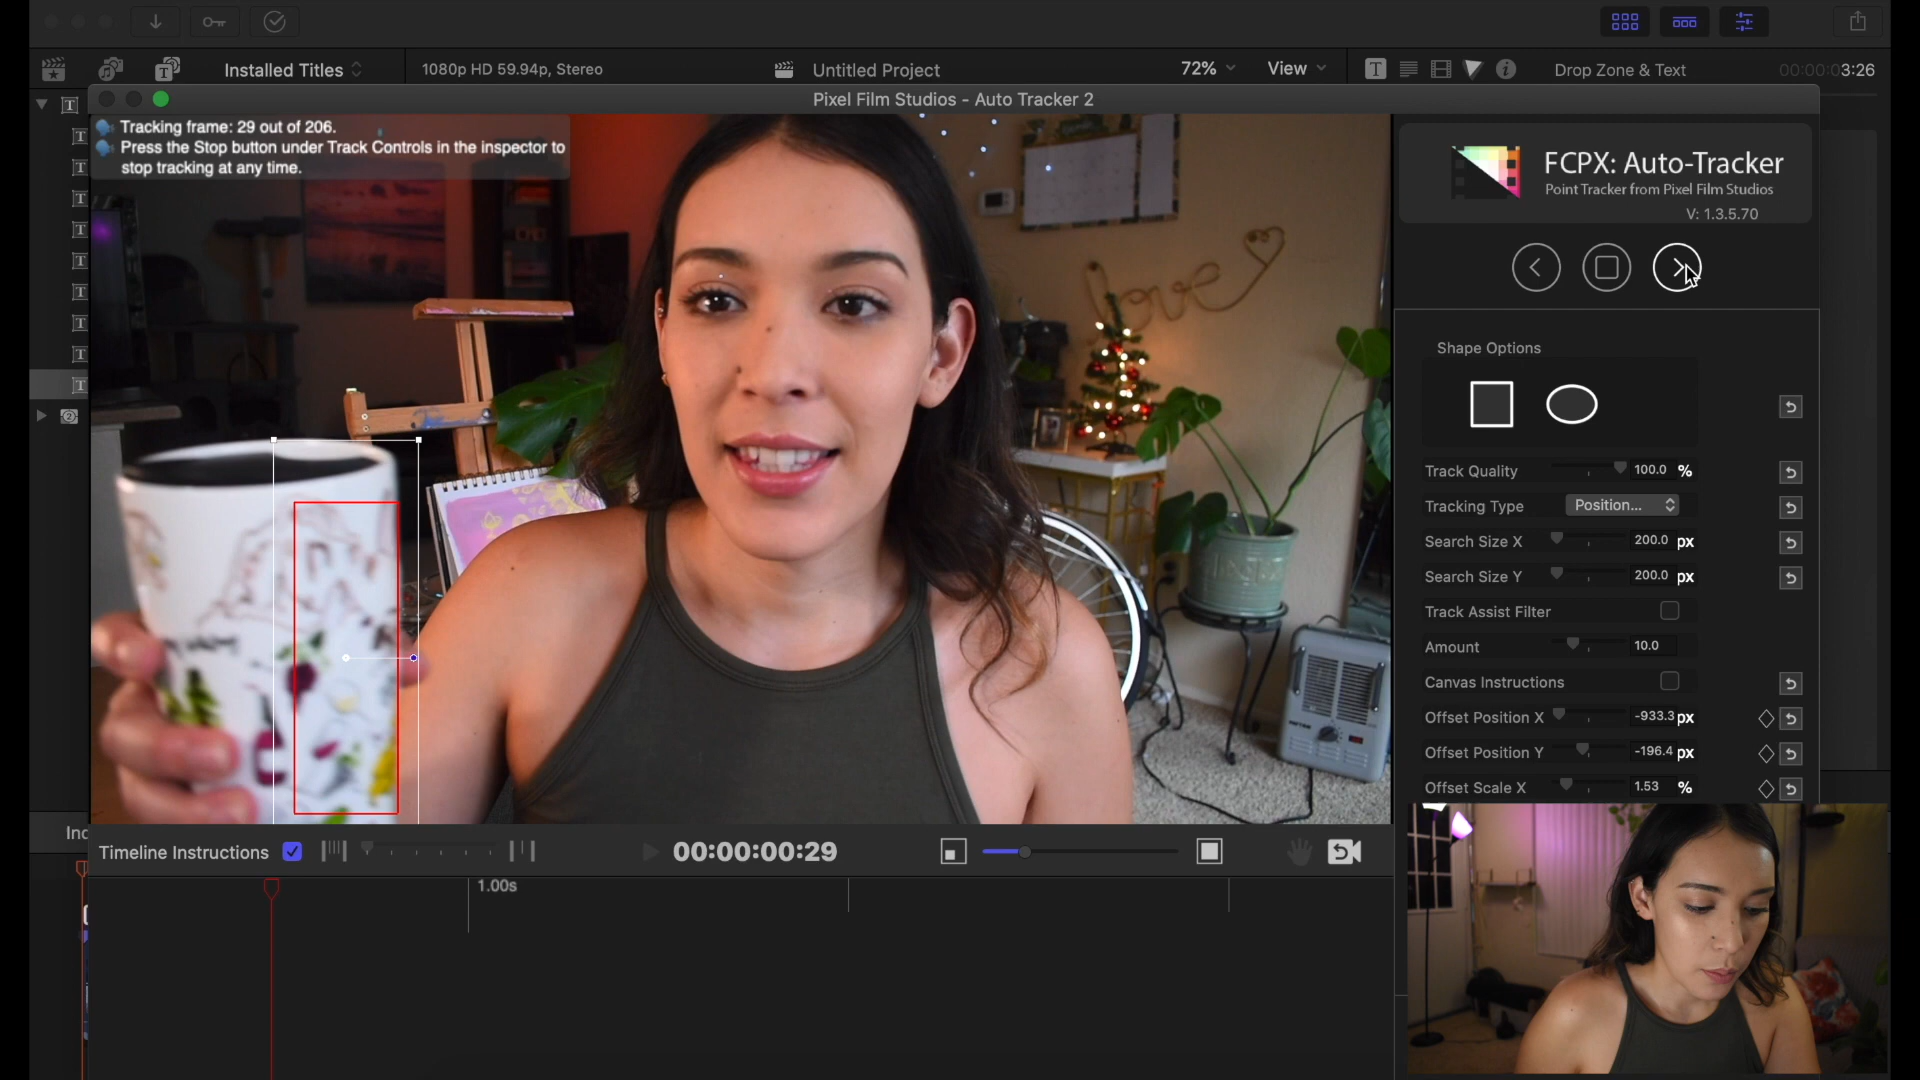 Installed Titles
1080p HD 59.94p, Stereo
Untitled Project
72%
View
Drop Zone & Text
00:00:03:26
Pixel Film Studios - Auto Tracker 2
Tracking frame: 29 out of 206.
Press the Stop button under Track Controls in the inspector to
stop tracking at any time.
FCPX: Auto-Tracker
Point Tracker from Pixel Film Studios
V: 1.3.5.70
Shape Options
Track Quality 100.0 %
Tracking Type Position...
Search Size X 200.0 px
Search Size Y 200.0 px
Track Assist Filter
Amount 10.0
Canvas Instructions
Offset Position X -933.3 px
Offset Position Y -196.4 px
Offset Scale X 1.53 %
love
Ind
Timeline Instructions
00:00:00:29
1.00s